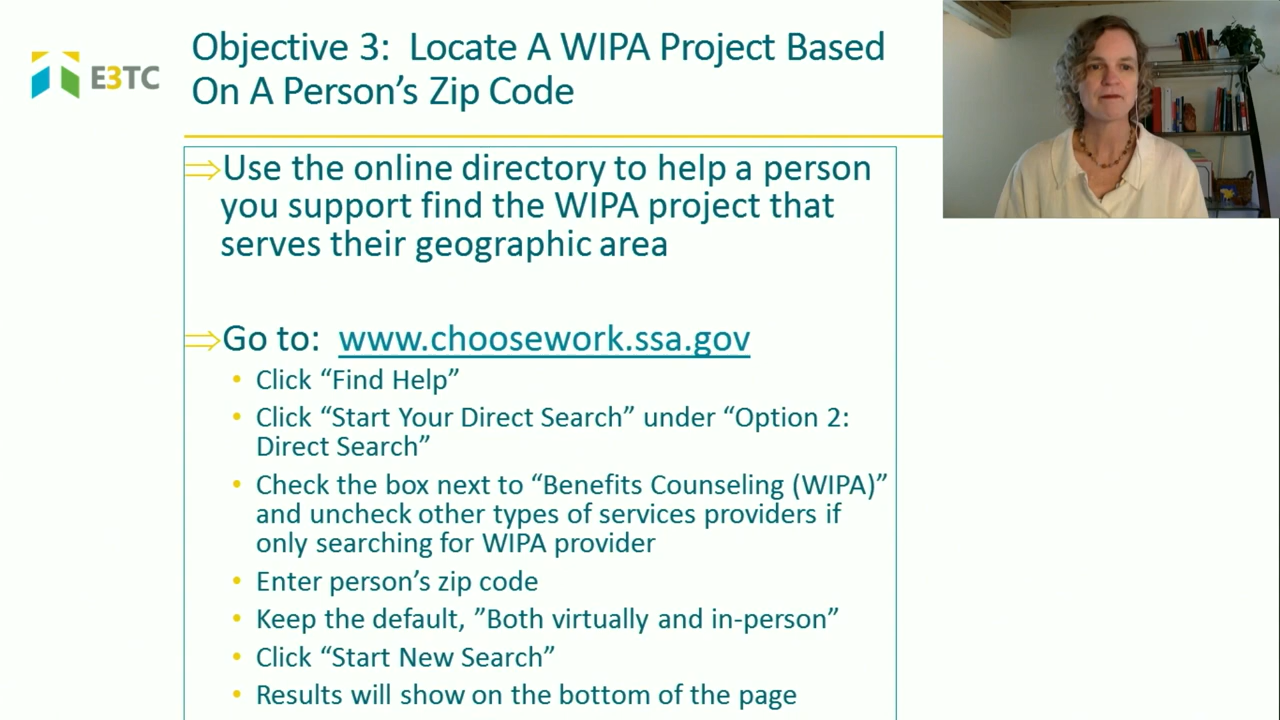 E3TC
Objective 3: Locate A WIPA Project Based
On A Person’s Zip Code
⇒Use the online directory to help a person
you support find the WIPA project that
serves their geographic area
⇒Go to: www.choosework.ssa.gov
• Click “Find Help”
• Click “Start Your Direct Search” under “Option 2:
Direct Search”
• Check the box next to “Benefits Counseling (WIPA)”
and uncheck other types of services providers if
only searching for WIPA provider
• Enter person’s zip code
• Keep the default, ”Both virtually and in-person”
• Click “Start New Search”
• Results will show on the bottom of the page